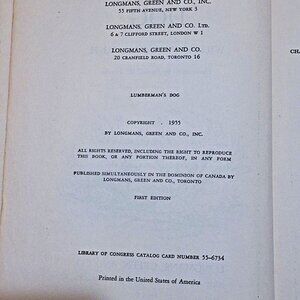 LONGMANS, GREEN AND CO., INC.
55 FIFTH AVENUE, NEW YORK 3
LONGMANS, GREEN AND CO. Ltd.
6 & 7 CLIFFORD STREET, LONDON W 1
LONGMANS, GREEN AND CO.
20 CRANFIELD ROAD, TORONTO 16
CHA
LUMBERMAN'S DOG
COPYRIGHT · 1955
BY LONGMANS, GREEN AND CO., INC.
ALL RIGHTS RESERVED, INCLUDING THE RIGHT TO REPRODUCE
THIS BOOK, OR ANY PORTION THEREOF, IN ANY FORM
PUBLISHED SIMULTANEOUSLY IN THE DOMINION OF CANADA BY
LONGMANS, GREEN AND CO., TORONTO
FIRST EDITION
LIBRARY OF CONGRESS CATALOG CARD NUMBER 55-6734
Printed in the United States of America